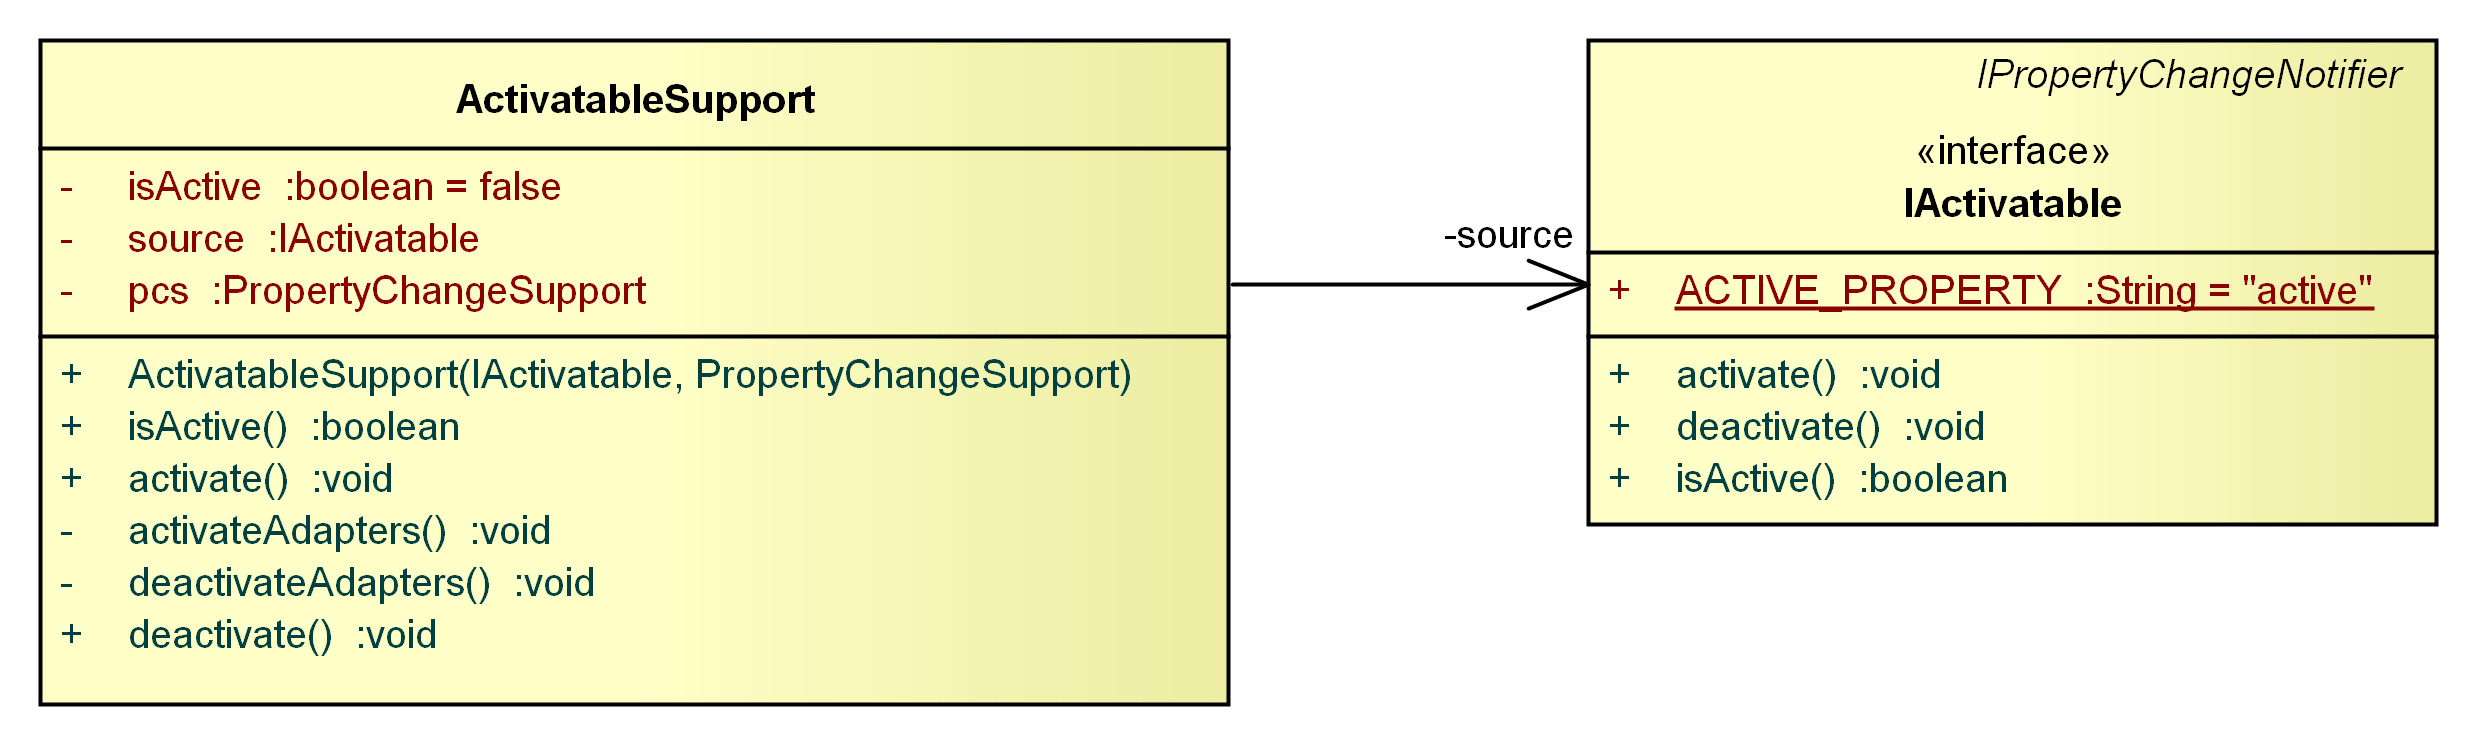 ActivatableSupport
- isActive :boolean = false
- source :IActivatable
- pcs :PropertyChangeSupport
+ ActivatableSupport(IActivatable, PropertyChangeSupport)
+ isActive() :boolean
+ activate() :void
- activateAdapters() :void
- deactivateAdapters() :void
+ deactivate() :void
-source
IPropertyChangeNotifier
«interface»
IActivatable
+ ACTIVE_PROPERTY :String = "active"
+ activate() :void
+ deactivate() :void
+ isActive() :boolean